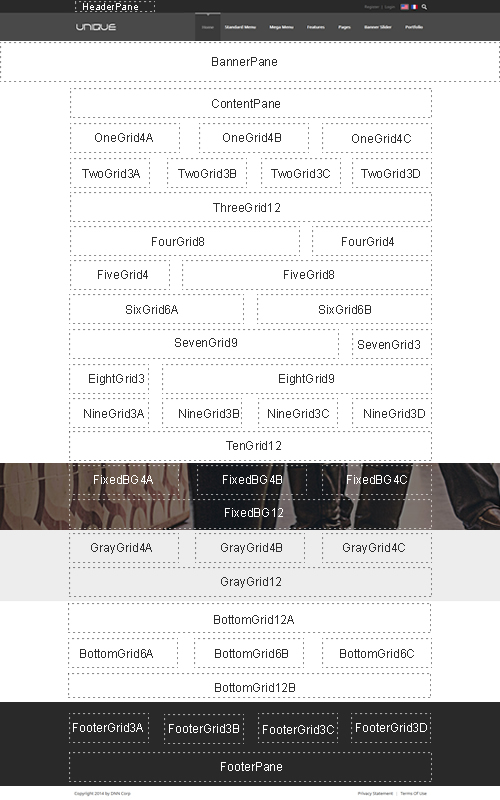 HeaderPane
Register | Login
UNIQUE
Home Standard Menu Mega Menu Features Pages Banner Slider Portfolio
BannerPane
ContentPane
OneGrid4A OneGrid4B OneGrid4C
TwoGrid3A TwoGrid3B TwoGrid3C TwoGrid3D
ThreeGrid12
FourGrid8 FourGrid4
FiveGrid4 FiveGrid8
SixGrid6A SixGrid6B
SevenGrid9 SevenGrid3
EightGrid3 EightGrid9
NineGrid3A NineGrid3B NineGrid3C NineGrid3D
TenGrid12
FixedBG4A FixedBG4B FixedBG4C
FixedBG12
GrayGrid4A GrayGrid4B GrayGrid4C
GrayGrid12
BottomGrid12A
BottomGrid6A BottomGrid6B BottomGrid6C
BottomGrid12B
FooterGrid3A FooterGrid3B FooterGrid3C FooterGrid3D
FooterPane
Copyright 2014 by DNN Corp Privacy Statement | Terms Of Use